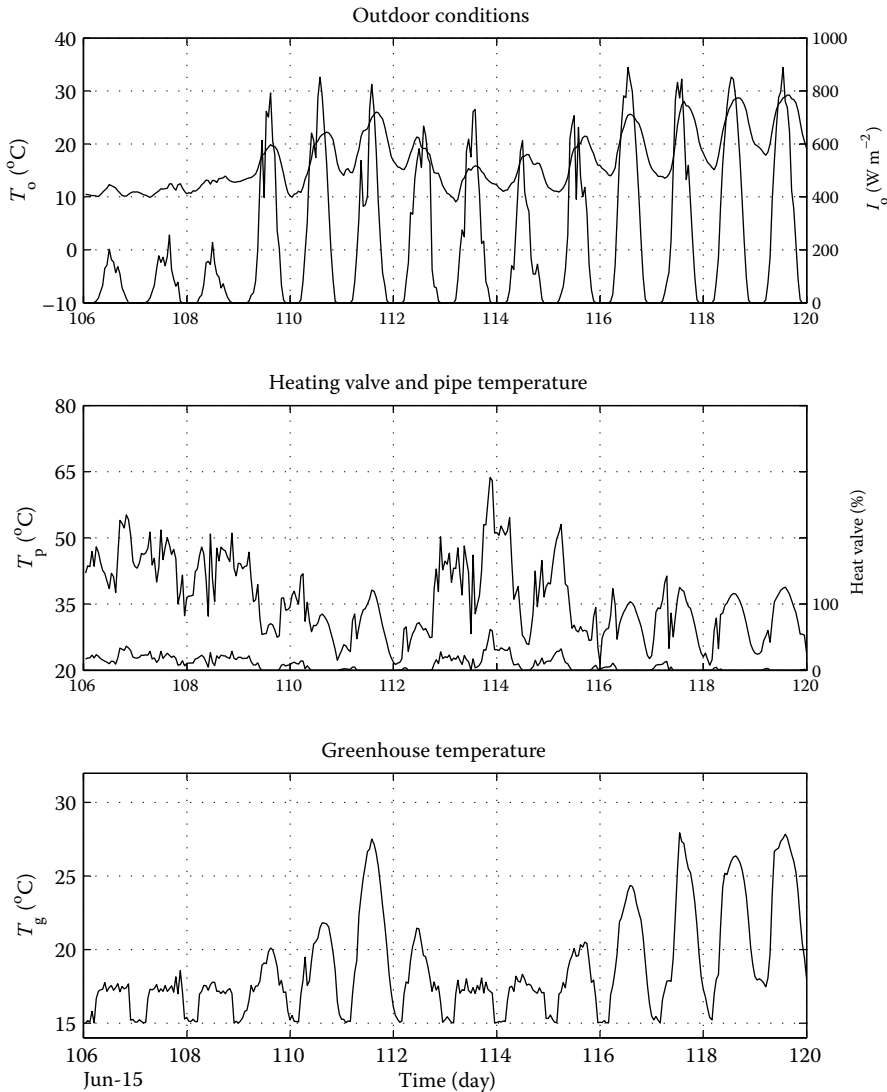 Outdoor conditions
40
30
20
10
0
−10
T_o (°C)
1000
800
600
400
200
0
I_o (W m⁻²)
106 108 110 112 114 116 118 120
Heating valve and pipe temperature
80
65
50
35
20
T_p (°C)
100
0
Heat valve (%)
106 108 110 112 114 116 118 120
Greenhouse temperature
30
25
20
15
T_g (°C)
106 108 110 112 114 116 118 120
Jun-15 Time (day)